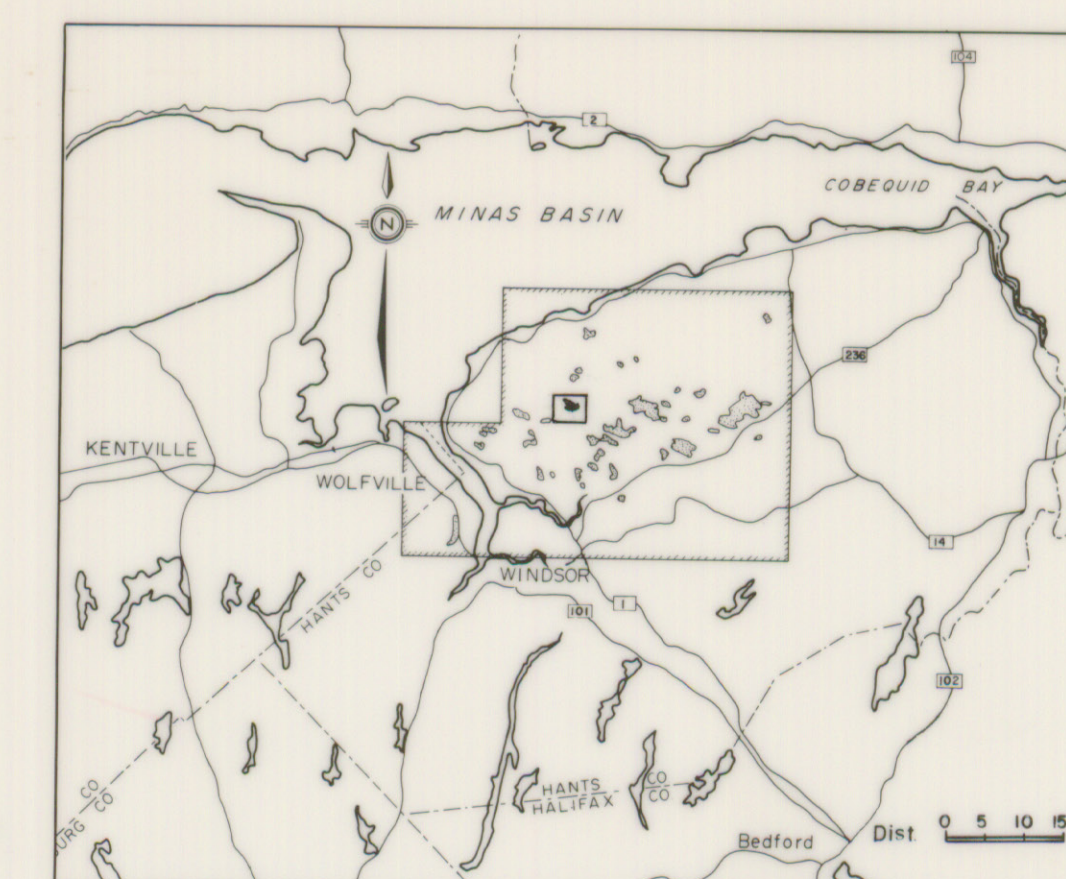 104
2
COBEQUID BAY
N
MINAS BASIN
236
KENTVILLE
WOLFVILLE
14
WINDSOR
HANTS CO
101
1
102
CO
CO
HANTS CO
HALIFAX CO
Bedford
Dist. 0 5 10 15